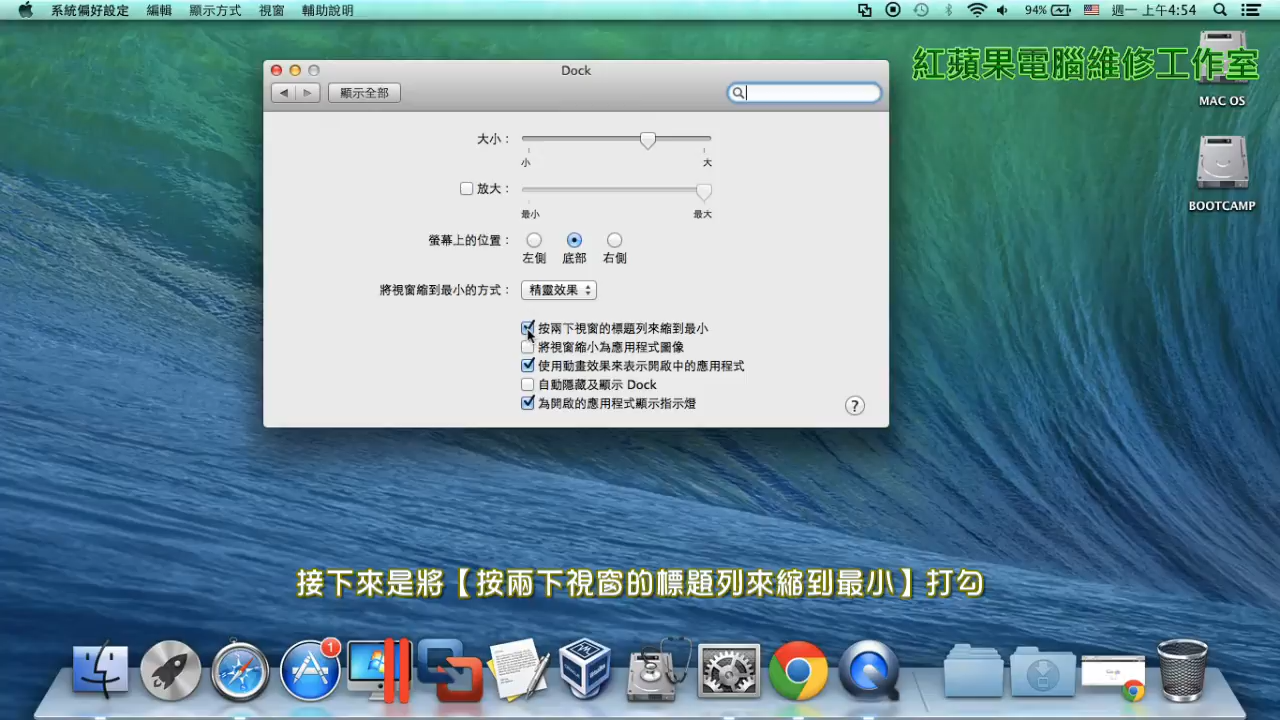 系統偏好設定 編輯 顯示方式 視窗 輔助說明 94% 週一 上午4:54
紅蘋果電腦維修工作室
MAC OS
BOOTCAMP
Dock
顯示全部
大小：
小 大
放大：
最小 最大
螢幕上的位置：
左側 底部 右側
將視窗縮到最小的方式： 精靈效果
按兩下視窗的標題列來縮到最小
將視窗縮小為應用程式圖像
使用動畫效果來表示開啟中的應用程式
自動隱藏及顯示 Dock
為開啟的應用程式顯示指示燈
?
接下來是將【按兩下視窗的標題列來縮到最小】打勾
1